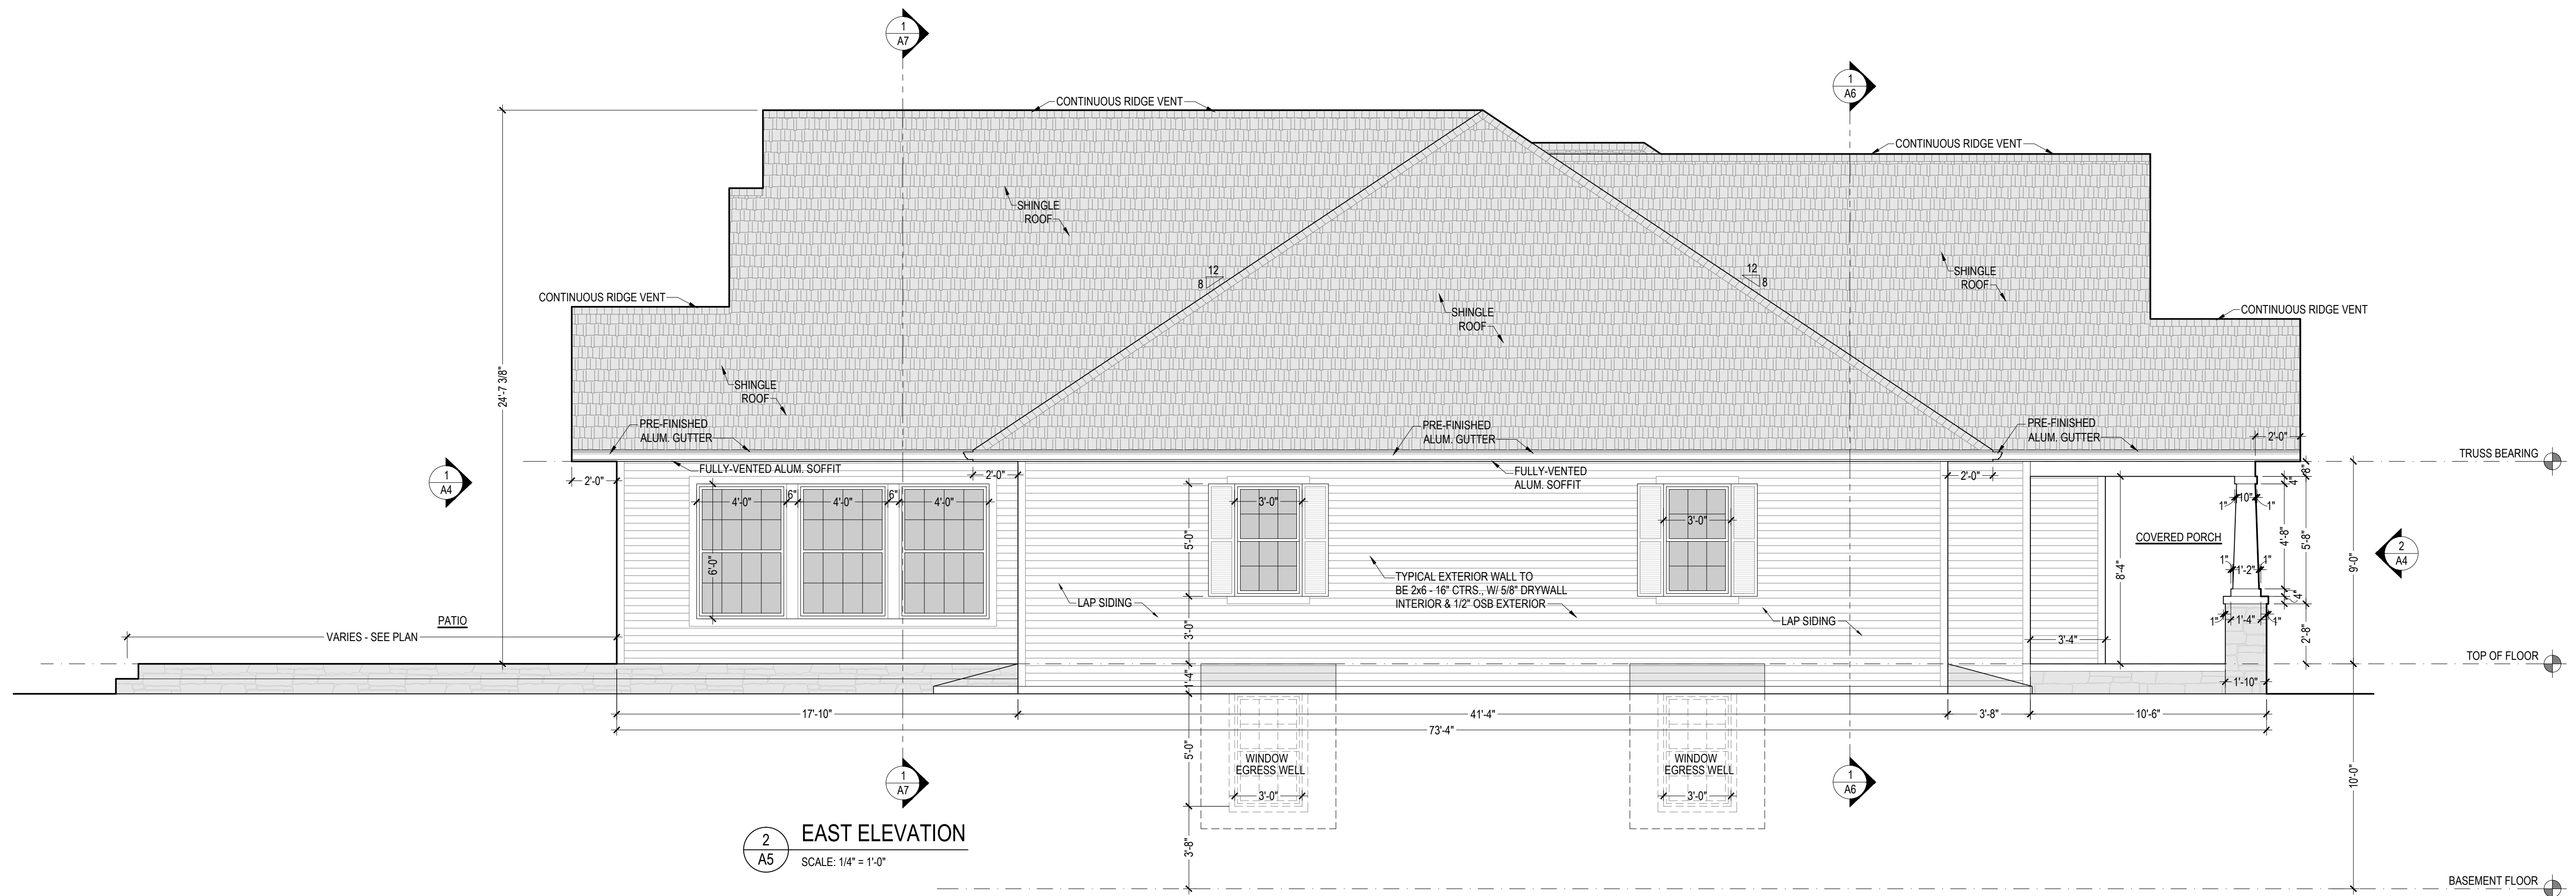 1
A7
1
A6
CONTINUOUS RIDGE VENT
CONTINUOUS RIDGE VENT
SHINGLE
ROOF
12
8
12
8
SHINGLE
ROOF
CONTINUOUS RIDGE VENT
SHINGLE
ROOF
CONTINUOUS RIDGE VENT
24'-7 3/8"
SHINGLE
ROOF
PRE-FINISHED
ALUM. GUTTER
PRE-FINISHED
ALUM. GUTTER
PRE-FINISHED
ALUM. GUTTER
2'-0"
TRUSS BEARING
1
A4
2'-0"
FULLY-VENTED ALUM. SOFFIT
2'-0"
FULLY-VENTED
ALUM. SOFFIT
2'-0"
8"
4"
4'-0"
6"
4'-0"
6"
4'-0"
3'-0"
3'-0"
1"
10"
1"
6'-0"
5'-0"
COVERED PORCH
4'-8"
5'-8"
9'-0"
2
A4
8'-4"
1"
1'-2"
1"
4"
TYPICAL EXTERIOR WALL TO
BE 2x6 - 16" CTRS., W/ 5/8" DRYWALL
INTERIOR & 1/2" OSB EXTERIOR
LAP SIDING
LAP SIDING
PATIO
VARIES - SEE PLAN
3'-0"
3'-4"
1"
1'-4"
1"
2'-8"
TOP OF FLOOR
1'-4"
1'-10"
17'-10"
41'-4"
3'-8"
10'-6"
73'-4"
5'-0"
WINDOW
EGRESS WELL
WINDOW
EGRESS WELL
3'-0"
3'-0"
1
A7
1
A6
10'-0"
2
A5
EAST ELEVATION
SCALE: 1/4" = 1'-0"
3'-8"
BASEMENT FLOOR